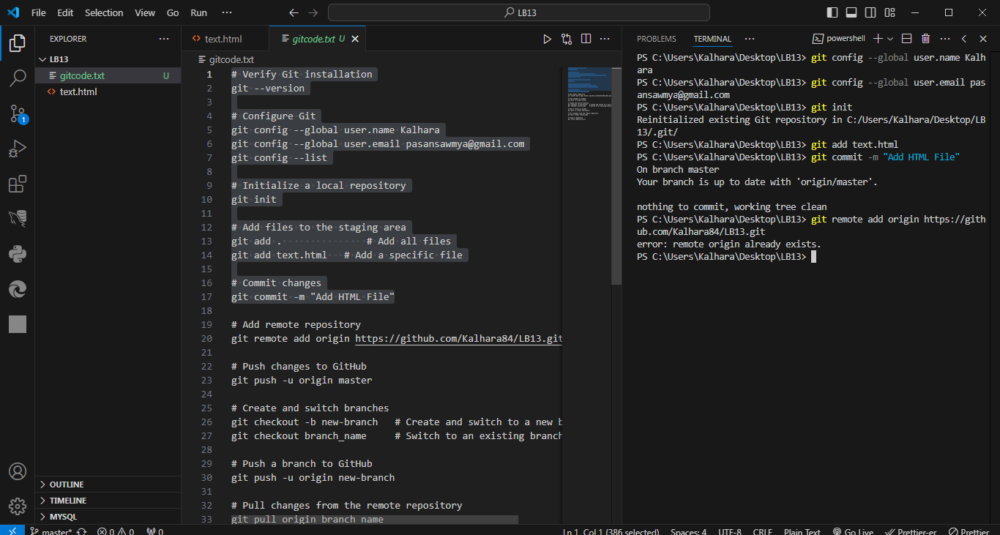 File Edit Selection View Go Run ···
LB13
EXPLORER
LB13
gitcode.txt U
text.html
1
OUTLINE
TIMELINE
MYSQL
text.html
gitcode.txt U
gitcode.txt
1 # Verify Git installation
2 git --version
3
4 # Configure Git
5 git config --global user.name Kalhara
6 git config --global user.email pasansawmya@gmail.com
7 git config --list
8
9 # Initialize a local repository
10 git init
11
12 # Add files to the staging area
13 git add . # Add all files
14 git add text.html # Add a specific file
15
16 # Commit changes
17 git commit -m "Add HTML File"
18
19 # Add remote repository
20 git remote add origin https://github.com/Kalhara84/LB13.git
21
22 # Push changes to GitHub
23 git push -u origin master
24
25 # Create and switch branches
26 git checkout -b new-branch # Create and switch to a new b
27 git checkout branch_name # Switch to an existing branch
28
29 # Push a branch to GitHub
30 git push -u origin new-branch
31
32 # Pull changes from the remote repository
33 git pull origin branch_name
PROBLEMS TERMINAL ··· powershell
PS C:\Users\Kalhara\Desktop\LB13> git config --global user.name Kalh
ara
PS C:\Users\Kalhara\Desktop\LB13> git config --global user.email pas
ansawmya@gmail.com
PS C:\Users\Kalhara\Desktop\LB13> git init
Reinitialized existing Git repository in C:/Users/Kalhara/Desktop/LB
13/.git/
PS C:\Users\Kalhara\Desktop\LB13> git add text.html
PS C:\Users\Kalhara\Desktop\LB13> git commit -m "Add HTML File"
On branch master
Your branch is up to date with 'origin/master'.
nothing to commit, working tree clean
PS C:\Users\Kalhara\Desktop\LB13> git remote add origin https://gith
ub.com/Kalhara84/LB13.git
error: remote origin already exists.
PS C:\Users\Kalhara\Desktop\LB13>
master* 0 0 0 Ln 1, Col 1 (386 selected) Spaces: 4 UTF-8 CRLF Plain Text Go Live Prettier-er Prettier